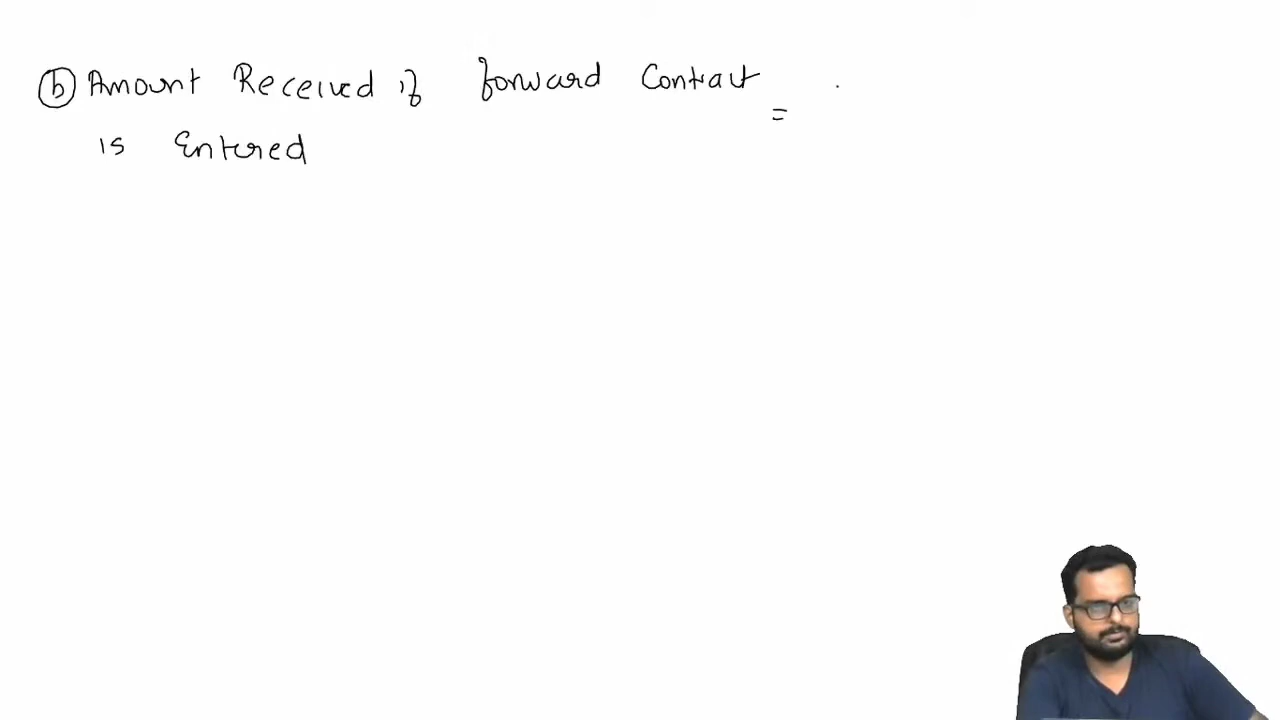 ⓑ Amount Received if forward Contract =
is Entered